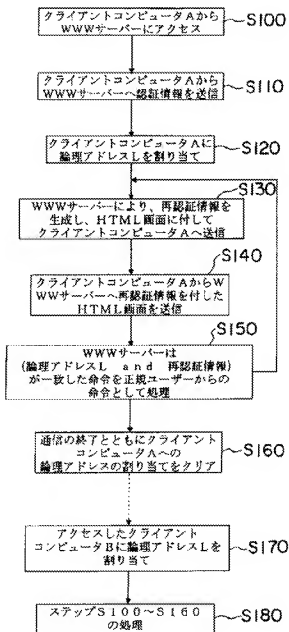 クライアントコンピュータAから
WWWサーバーにアクセス
S100
クライアントコンピュータAから
WWWサーバーへ認証情報を送信
S110
クライアントコンピュータAに
論理アドレスLを割り当て
S120
S130
WWWサーバーにより、再認証情報を
生成し、HTML画面に付して
クライアントコンピュータAへ送信
S140
クライアントコンピュータAからW
WWサーバーへ再認証情報を付した
HTML画面を送信
S150
WWWサーバーは
(論理アドレスL and 再認証情報)
が一致した命令を正規ユーザーからの
命令として処理
通信の終了とともにクライアント
コンピュータAへの
論理アドレスの割り当てをクリア
S160
アクセスしたクライアント
コンピュータBに論理アドレスLを
割り当て
S170
ステップS100~S160
の処理
S180